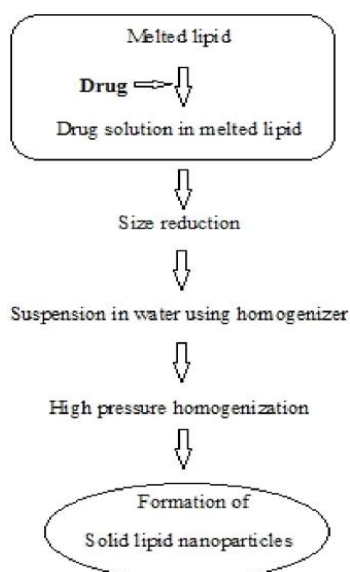 Melted lipid
Drug
Drug solution in melted lipid
Size reduction
Suspension in water using homogenizer
High pressure homogenization
Formation of
Solid lipid nanoparticles